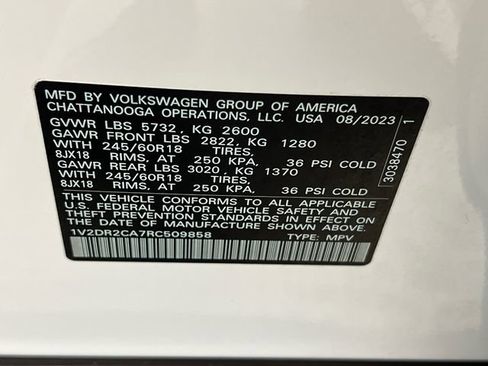 MFD BY VOLKSWAGEN GROUP OF AMERICA
CHATTANOOGA OPERATIONS, LLC. USA 08/2023
GVWR LBS 5732, KG 2600
GAWR FRONT LBS 2822, KG 1280
WITH 245/60R18 TIRES,
8JX18 RIMS, AT 250 KPA, 36 PSI COLD
GAWR REAR LBS 3020, KG 1370
WITH 245/60R18 TIRES,
8JX18 RIMS, AT 250 KPA, 36 PSI COLD
THIS VEHICLE CONFORMS TO ALL APPLICABLE
U.S. FEDERAL MOTOR VEHICLE SAFETY AND
THEFT PREVENTION STANDARDS IN EFFECT ON
THE DATE OF MANUFACTURE SHOWN ABOVE.
1V2DR2CA7RC509858 TYPE: MPV
3038470 1